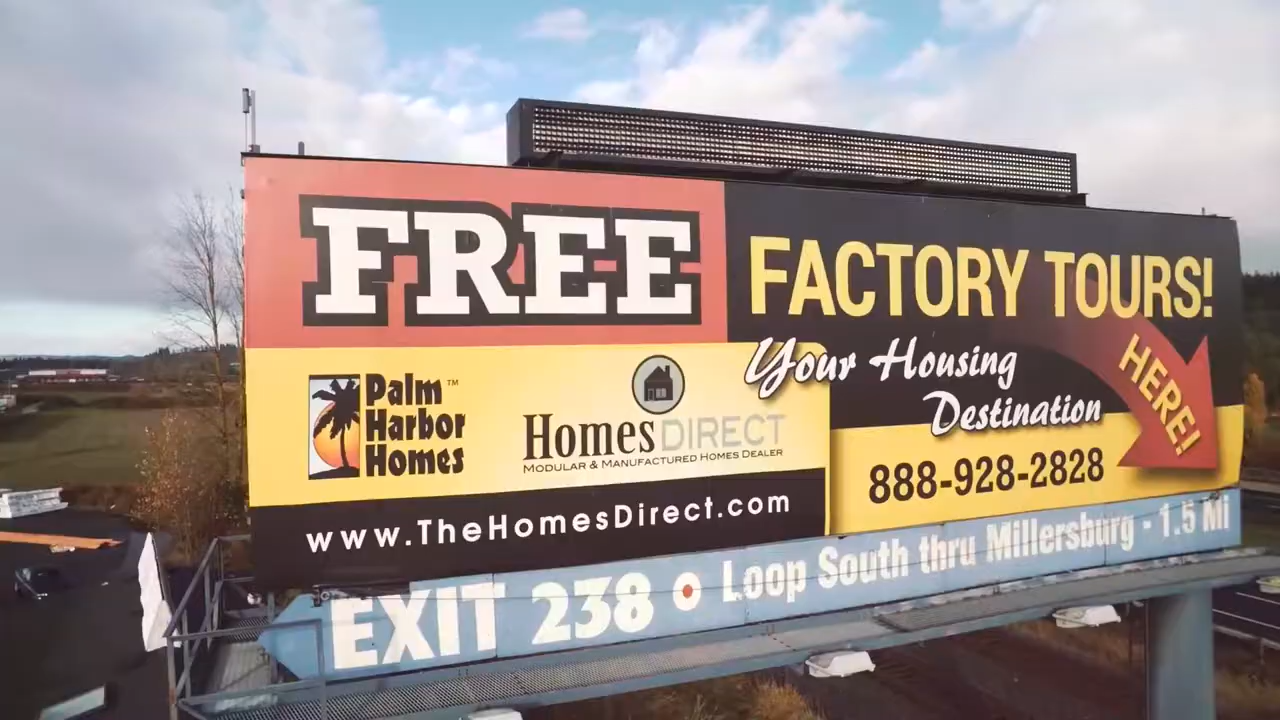 FREE
FACTORY TOURS!
HERE!
Your Housing
Destination
Palm™
Harbor
Homes
HomesDIRECT
MODULAR & MANUFACTURED HOMES DEALER
888-928-2828
www.TheHomesDirect.com
EXIT 238 • Loop South thru Millersburg - 1.5 Mi